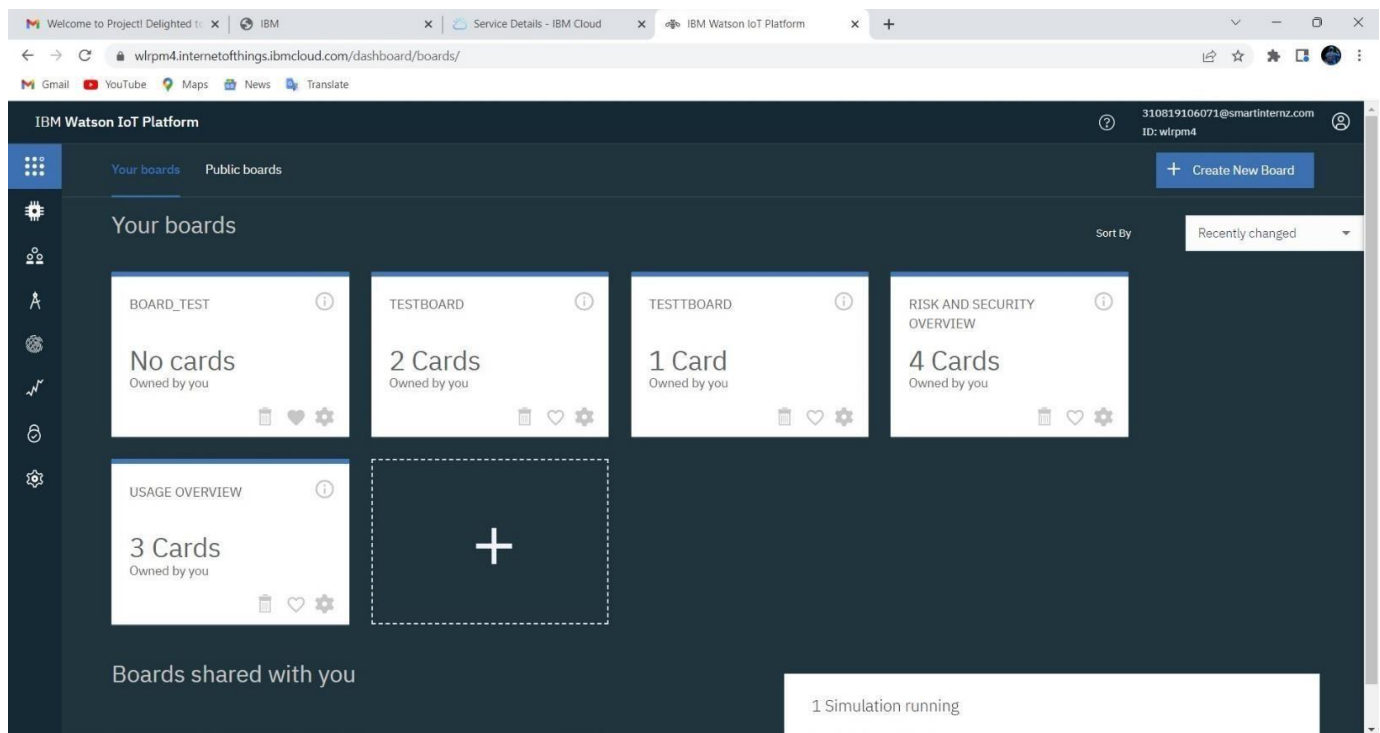 Welcome to Project! Delighted to
IBM
Service Details - IBM Cloud
IBM Watson IoT Platform
wlrpm4.internetofthings.ibmcloud.com/dashboard/boards/
Gmail
YouTube
Maps
News
Translate
IBM Watson IoT Platform
310819106071@smartinternz.com
ID: wlrpm4
Your boards
Public boards
Create New Board
Your boards
Sort By
Recently changed
BOARD_TEST
No cards
Owned by you
TESTBOARD
2 Cards
Owned by you
TESTTBOARD
1 Card
Owned by you
RISK AND SECURITY
OVERVIEW
4 Cards
Owned by you
USAGE OVERVIEW
3 Cards
Owned by you
Boards shared with you
1 Simulation running